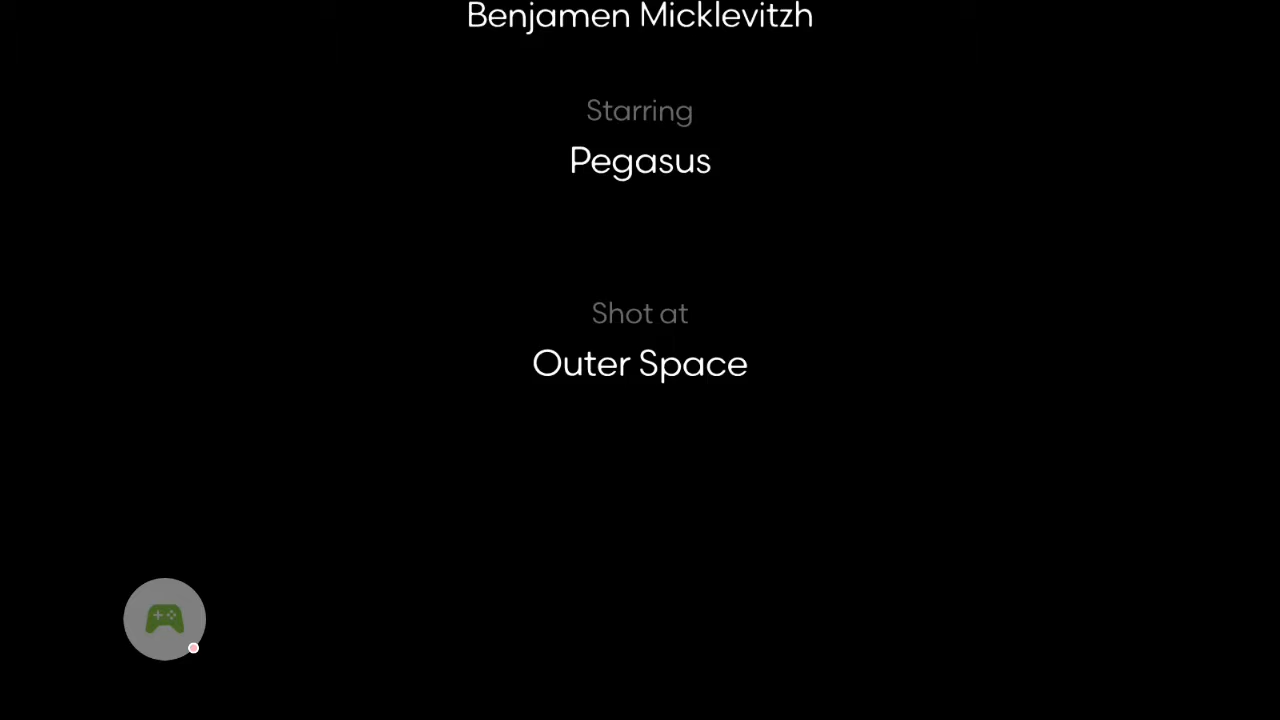 Benjamen Micklevitzh
Starring
Pegasus
Shot at
Outer Space